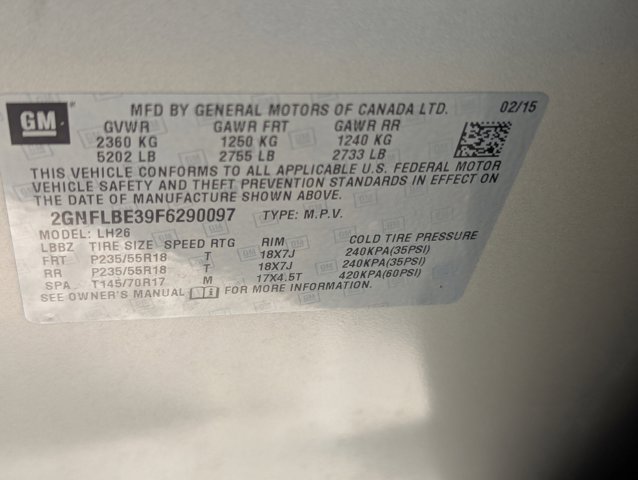 GM MFD BY GENERAL MOTORS OF CANADA LTD. 02/15
GVWR GAWR FRT GAWR RR
2360 KG 1250 KG 1240 KG
5202 LB 2755 LB 2733 LB
THIS VEHICLE CONFORMS TO ALL APPLICABLE U.S. FEDERAL MOTOR
VEHICLE SAFETY AND THEFT PREVENTION STANDARDS IN EFFECT ON
THE DATE OF MANUFACTURE SHOWN ABOVE.
2GNFLBE39F6290097 TYPE: M.P.V.
MODEL: LH26
LBBZ TIRE SIZE SPEED RTG RIM COLD TIRE PRESSURE
FRT P235/55R18 T 18X7J 240KPA(35PSI)
RR P235/55R18 T 18X7J 240KPA(35PSI)
SPA T145/70R17 M 17X4.5T 420KPA(60PSI)
SEE OWNER'S MANUAL FOR MORE INFORMATION.